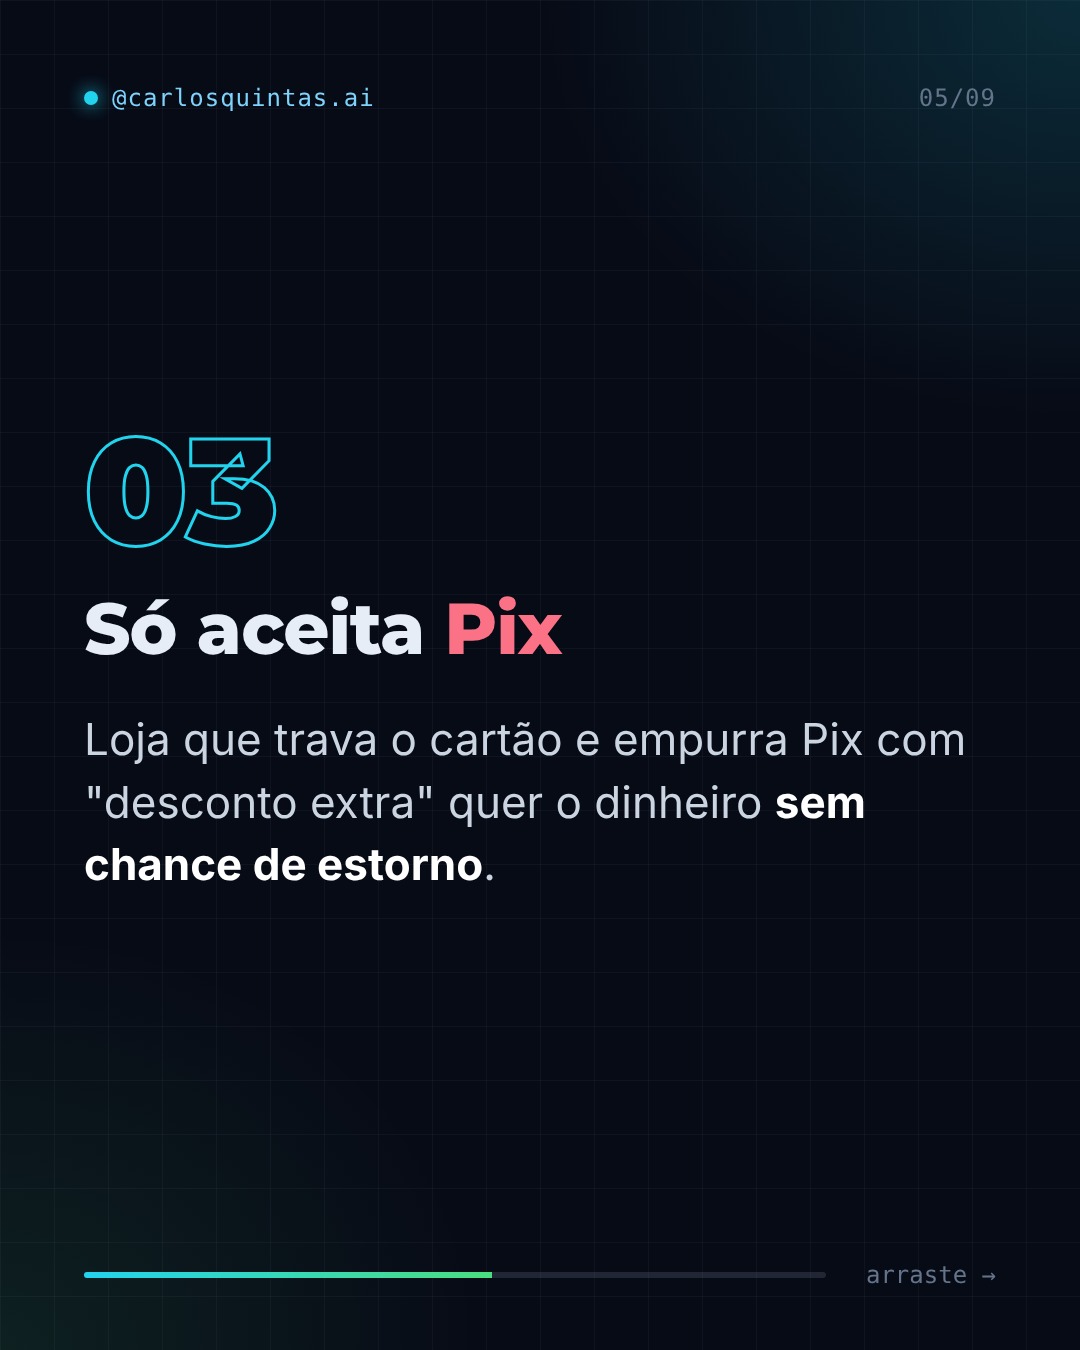 @carlosquintas.ai
05/09
03
Só aceita Pix
Loja que trava o cartão e empurra Pix com
"desconto extra" quer o dinheiro sem
chance de estorno.
arraste →